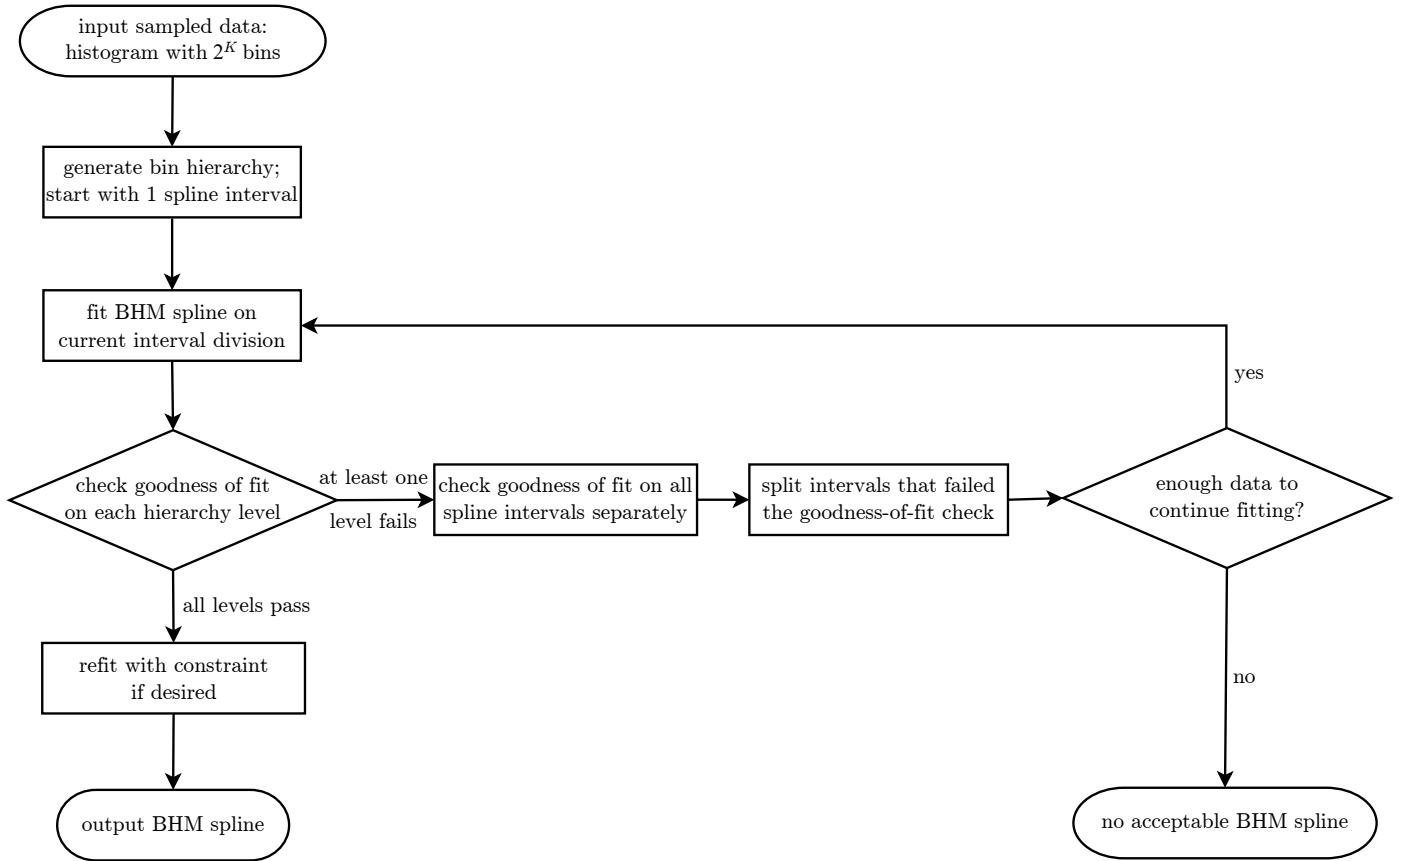 input sampled data:
histogram with 2^K bins
generate bin hierarchy;
start with 1 spline interval
fit BHM spline on
current interval division
yes
check goodness of fit
on each hierarchy level
at least one
level fails
check goodness of fit on all
spline intervals separately
split intervals that failed
the goodness-of-fit check
enough data to
continue fitting?
all levels pass
refit with constraint
if desired
no
output BHM spline
no acceptable BHM spline